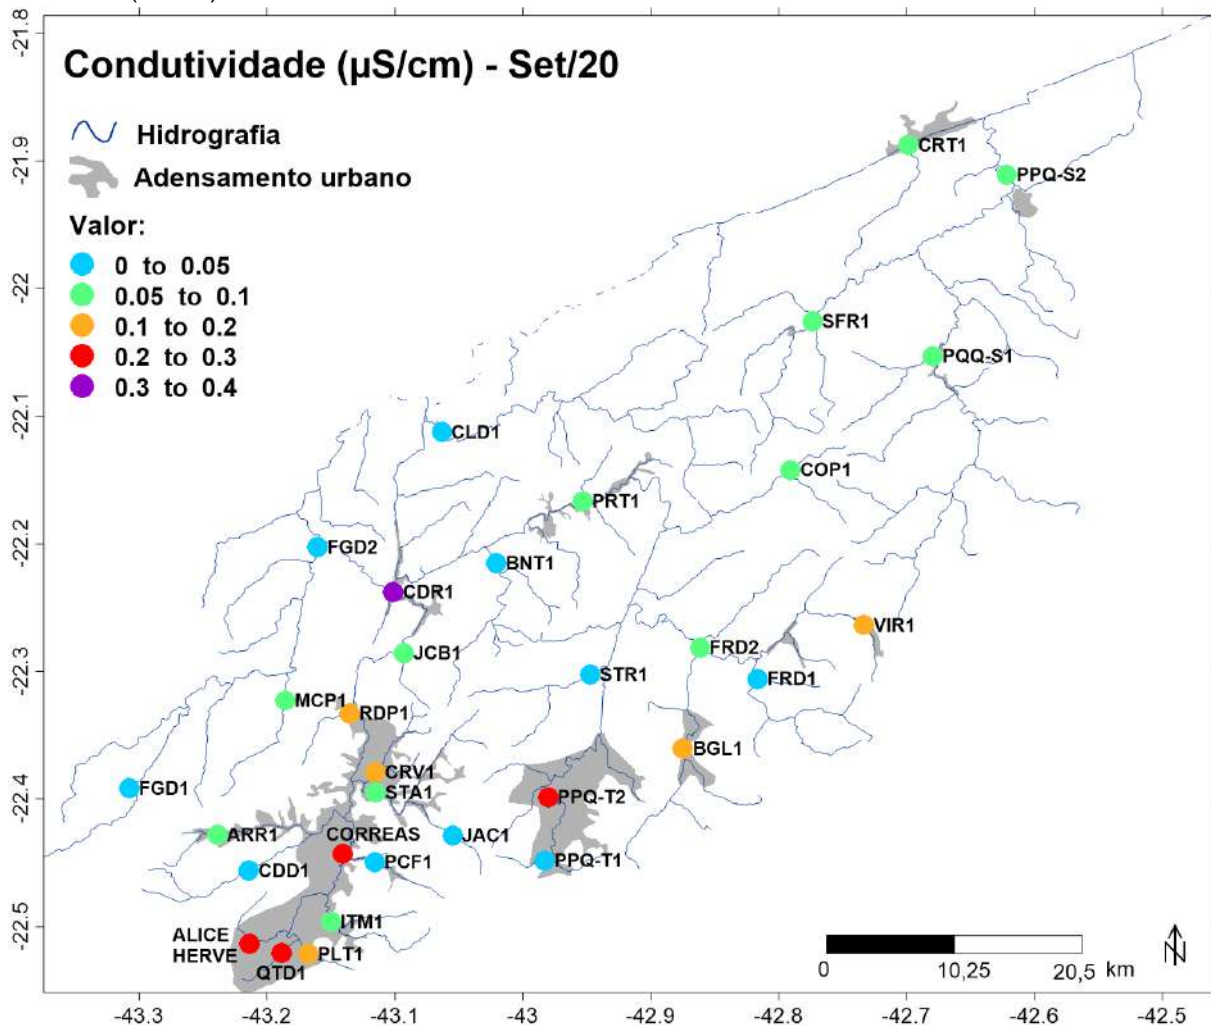 Condutividade (µS/cm) - Set/20
Hidrografia
Adensamento urbano
Valor:
0 to 0.05
0.05 to 0.1
0.1 to 0.2
0.2 to 0.3
0.3 to 0.4
-21.8
-21.9
-22
-22.1
-22.2
-22.3
-22.4
-22.5
CRT1
PPQ-S2
SFR1
PQQ-S1
CLD1
COP1
PRT1
FGD2
BNT1
CDR1
VIR1
JCB1
FRD2
STR1
FRD1
MCP1
RDP1
BGL1
CRV1
FGD1
STA1
PPQ-T2
ARR1
CORREAS
JAC1
CDD1
PCF1
PPQ-T1
ITM1
ALICE
HERVE
PLT1
QTD1
N
0 10,25 20,5 km
-43.3 -43.2 -43.1 -43 -42.9 -42.8 -42.7 -42.6 -42.5